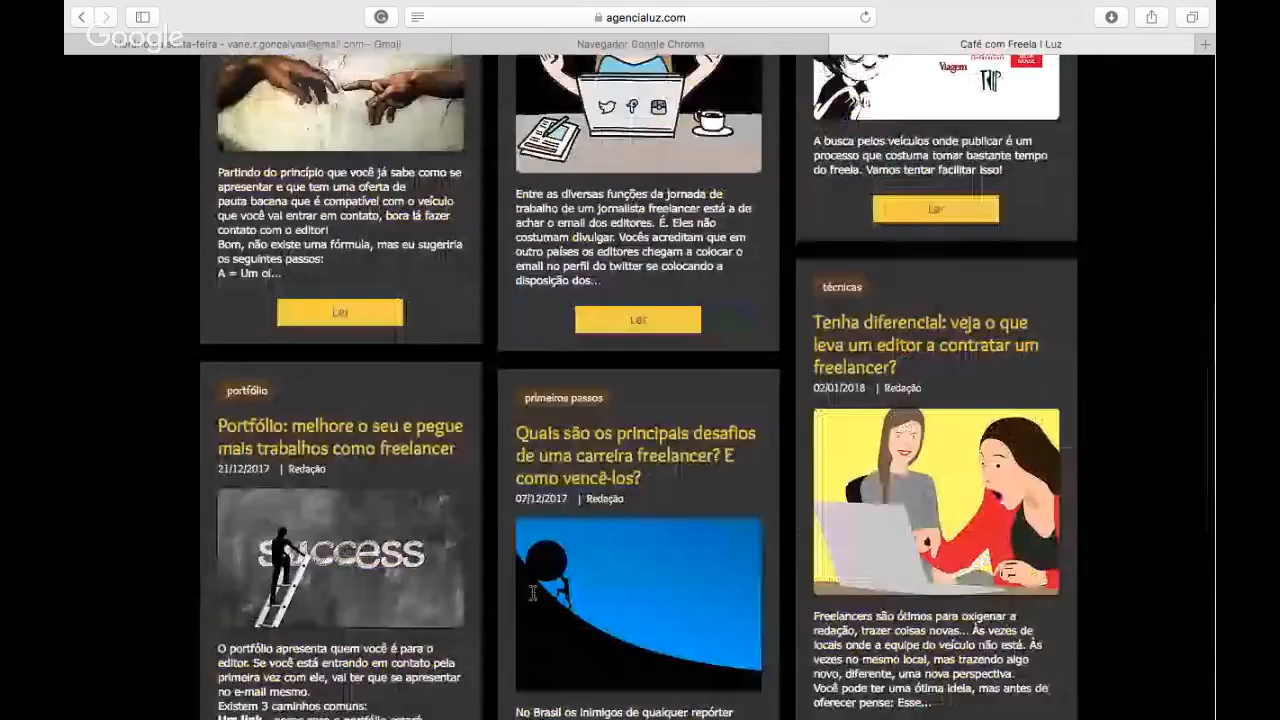 agencialuz.com
Google
vane.r.goncalves@gmail.com – Gmail
Navegador Google Chrome
Café com Freela | Luz
Partindo do princípio que você já sabe como se
apresentar e que tem uma oferta de
pauta bacana que é compatível com o veículo
que você vai entrar em contato, bora lá fazer
contato com o editor!
Bom, não existe uma fórmula, mas eu sugeriria
os seguintes passos:
A = Um oi...
Ler
portfólio
Portfólio: melhore o seu e pegue
mais trabalhos como freelancer
21/12/2017 | Redação
success
O portfólio apresenta quem você é para o
editor. Se você está entrando em contato pela
primeira vez com ele, vai ter que se apresentar
no e-mail mesmo.
Existem 3 caminhos comuns:
Um link
Entre as diversas funções da jornada de
trabalho de um jornalista freelancer está a de
achar o email dos editores. É. Eles não
costumam divulgar. Vocês acreditam que em
outro países os editores chegam a colocar o
email no perfil do twitter se colocando a
disposição dos...
Ler
primeiros passos
Quais são os principais desafios
de uma carreira freelancer? E
como vencê-los?
07/12/2017 | Redação
No Brasil os inimigos de qualquer repórter
Viagem
TRIP
A busca pelos veículos onde publicar é um
processo que costuma tomar bastante tempo
do freela. Vamos tentar facilitar isso!
Ler
técnicas
Tenha diferencial: veja o que
leva um editor a contratar um
freelancer?
02/01/2018 | Redação
Freelancers são ótimos para oxigenar a
redação, trazer coisas novas... Às vezes de
locais onde a equipe do veículo não está. Às
vezes no mesmo local, mas trazendo algo
novo, diferente, uma nova perspectiva.
Você pode ter uma ótima ideia, mas antes de
oferecer pense: Esse...